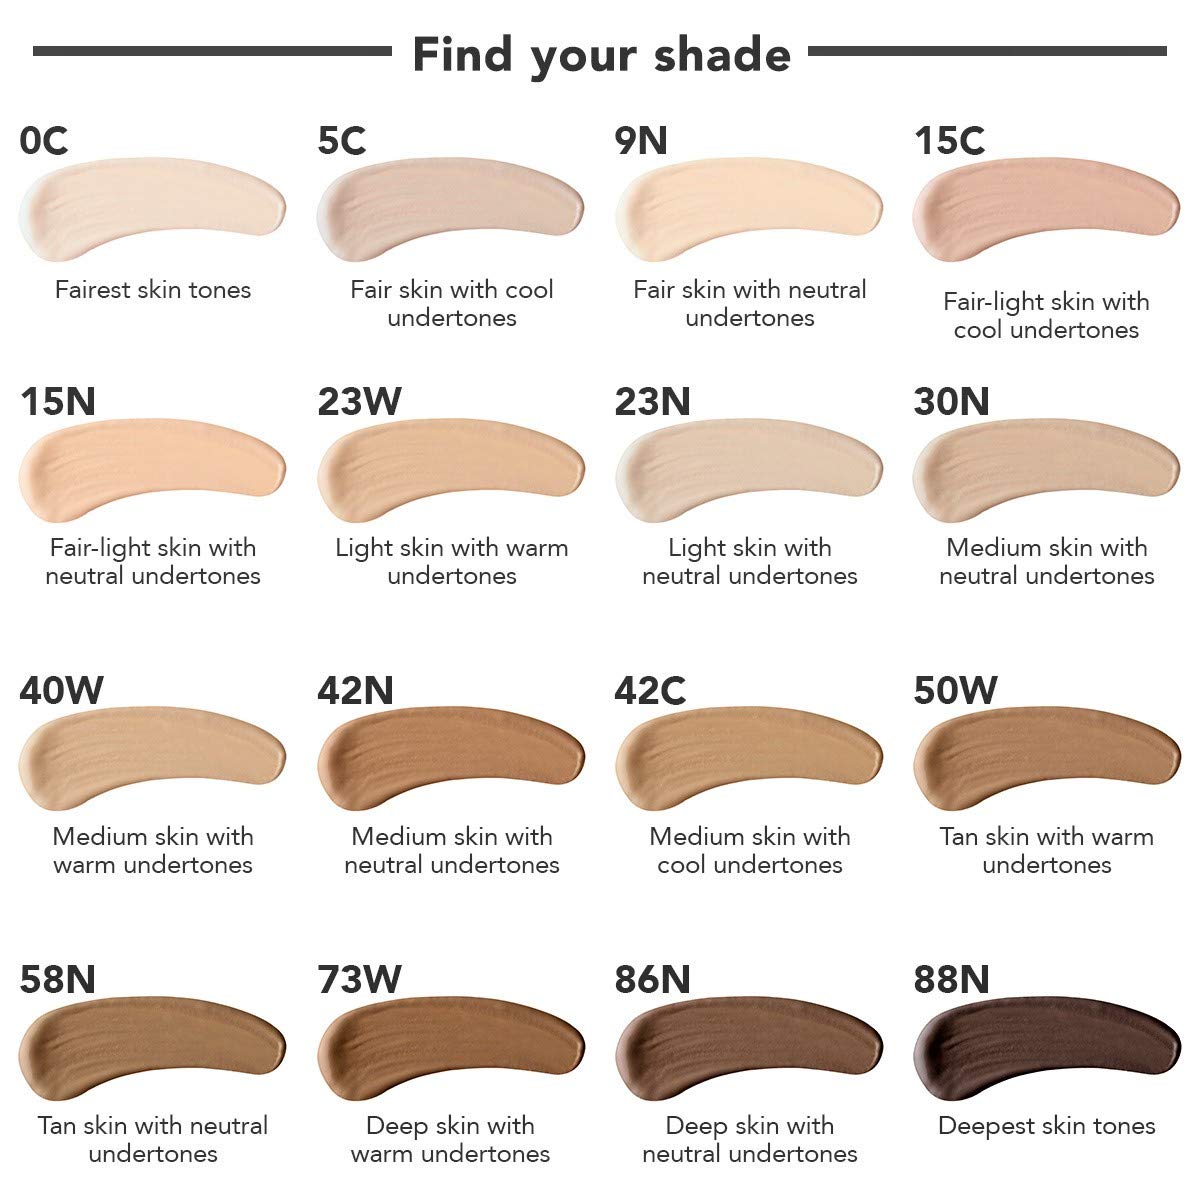 Find your shade
0C
5C
9N
15C
Fairest skin tones
Fair skin with cool
undertones
Fair skin with neutral
undertones
Fair-light skin with
cool undertones
15N
23W
23N
30N
Fair-light skin with
neutral undertones
Light skin with warm
undertones
Light skin with
neutral undertones
Medium skin with
neutral undertones
40W
42N
42C
50W
Medium skin with
warm undertones
Medium skin with
neutral undertones
Medium skin with
cool undertones
Tan skin with warm
undertones
58N
73W
86N
88N
Tan skin with neutral
undertones
Deep skin with
warm undertones
Deep skin with
neutral undertones
Deepest skin tones